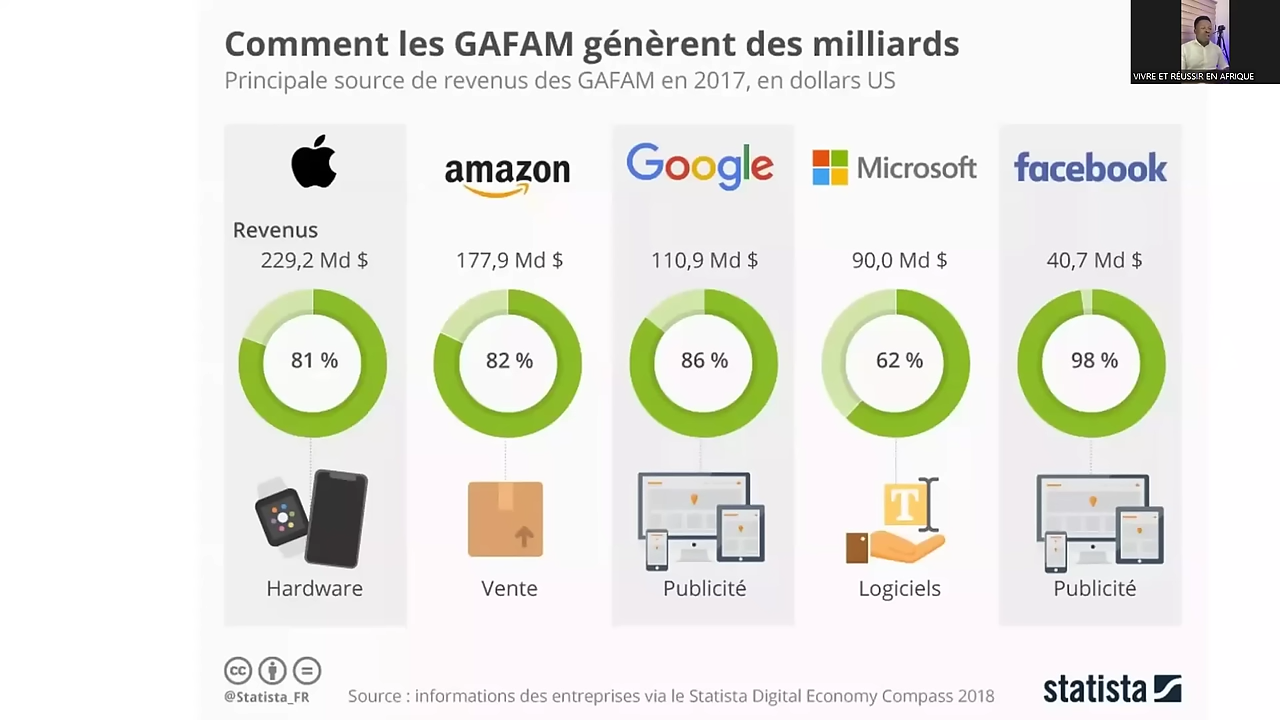 Comment les GAFAM génèrent des milliards
Principale source de revenus des GAFAM en 2017, en dollars US
VIVRE ET RÉUSSIR EN AFRIQUE
amazon
Google
Microsoft
facebook
Revenus
229,2 Md $
177,9 Md $
110,9 Md $
90,0 Md $
40,7 Md $
81 %
82 %
86 %
62 %
98 %
T
Hardware
Vente
Publicité
Logiciels
Publicité
cc
@Statista_FR
Source : informations des entreprises via le Statista Digital Economy Compass 2018
statista